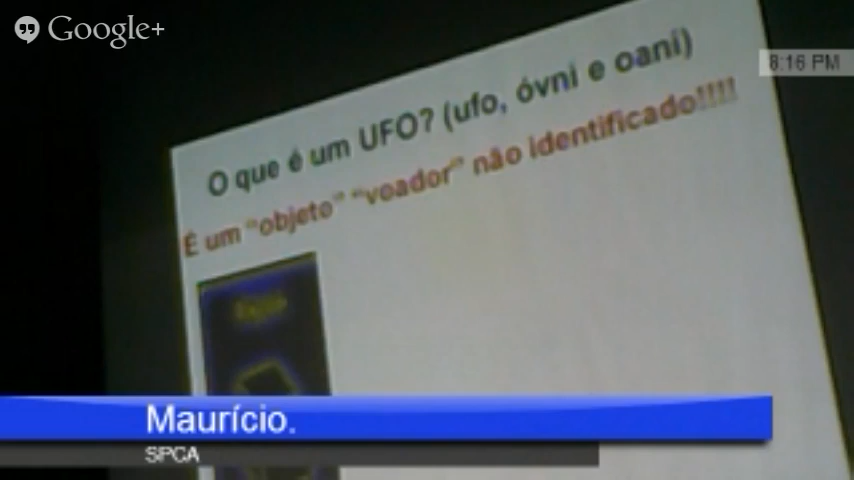 Google+
8:16 PM
O que é um UFO? (ufo, óvni e oani)
É um "objeto" "voador" não identificado!!!!
Maurício.
SPCA